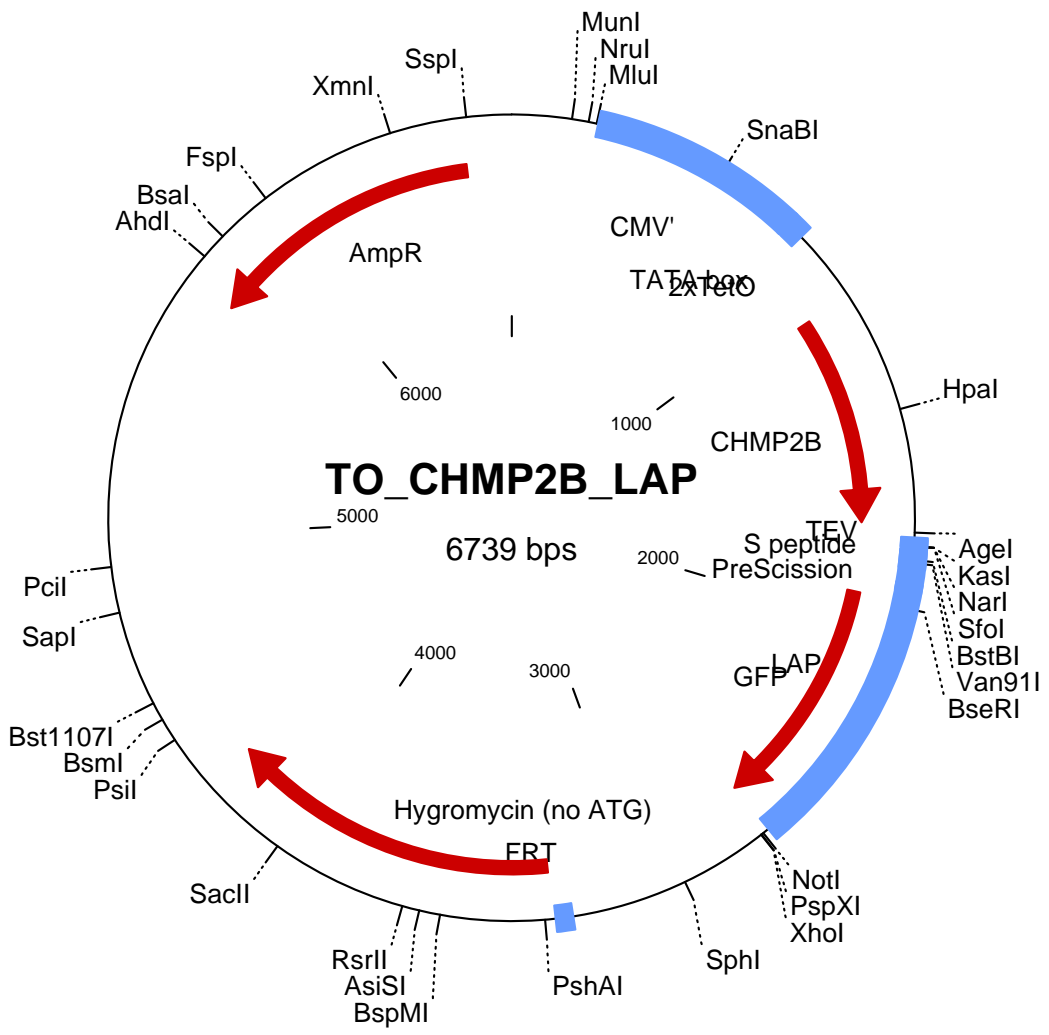 MunI
NruI
MluI
SspI
XmnI
SnaBI
FspI
BsaI
AhdI
CMV'
AmpR
TATA box
2xTetO
6000
HpaI
1000
CHMP2B
TO_CHMP2B_LAP
5000
TEV
6739 bps
S peptide
AgeI
2000
PreScission
KasI
PciI
NarI
SapI
SfoI
4000
BstBI
3000
LAP
GFP
Van91I
BseRI
Bst1107I
BsmI
PsiI
Hygromycin (no ATG)
FRT
SacII
NotI
PspXI
XhoI
RsrII
SphI
AsiSI
PshAI
BspMI